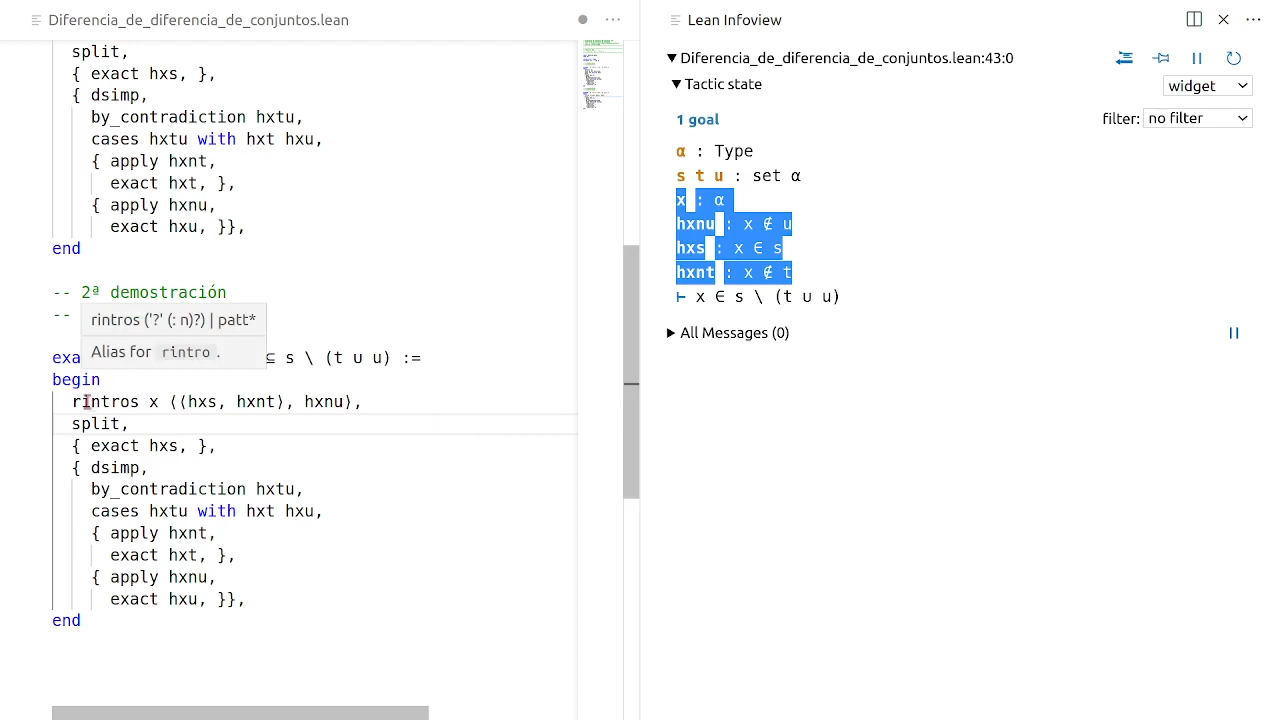 Diferencia_de_diferencia_de_conjuntos.lean
split,
{ exact hxs, },
{ dsimp,
by_contradiction hxtu,
cases hxtu with hxt hxu,
{ apply hxnt,
exact hxt, },
{ apply hxnu,
exact hxu, }},
end
-- 2ª demostración
--
rintros ('?' (: n)?) | patt*
Alias for rintro .
exa ⊆ s \ (t ∪ u) :=
begin
rintros x ⟨⟨hxs, hxnt⟩, hxnu⟩,
split,
{ exact hxs, },
{ dsimp,
by_contradiction hxtu,
cases hxtu with hxt hxu,
{ apply hxnt,
exact hxt, },
{ apply hxnu,
exact hxu, }},
end
Lean Infoview
Diferencia_de_diferencia_de_conjuntos.lean:43:0
Tactic state
widget
1 goal
filter: no filter
α : Type
s t u : set α
x : α
hxnu : x ∉ u
hxs : x ∈ s
hxnt : x ∉ t
⊢ x ∈ s \ (t ∪ u)
All Messages (0)